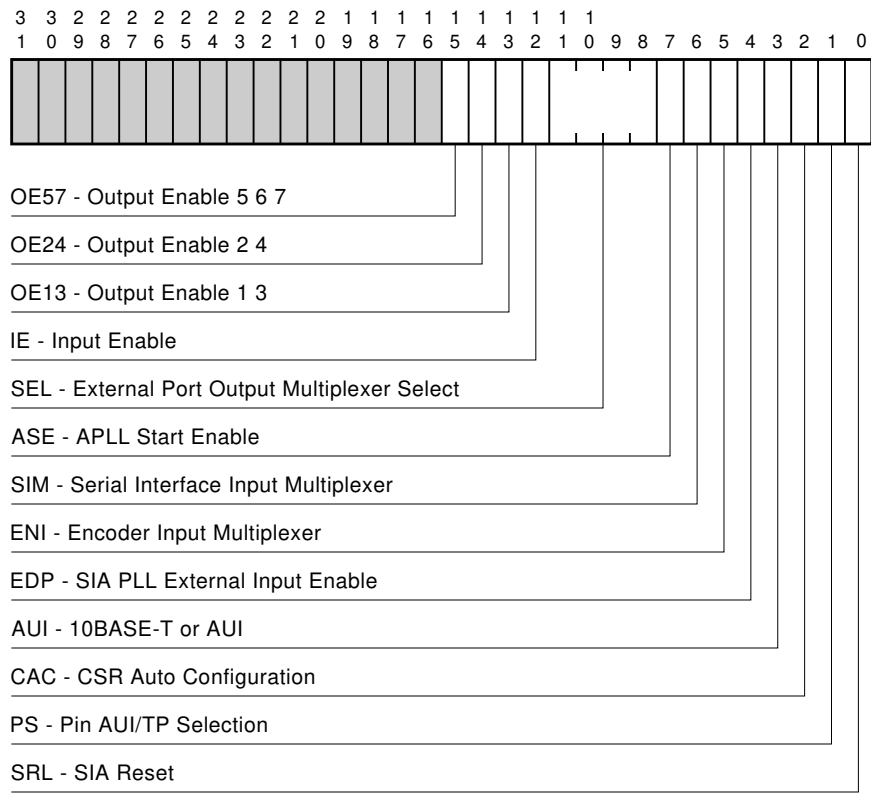 3 3 2 2 2 2 2 2 2 2 2 2 1 1 1 1 1 1 1 1 1 1
1 0 9 8 7 6 5 4 3 2 1 0 9 8 7 6 5 4 3 2 1 0 9 8 7 6 5 4 3 2 1 0
OE57 - Output Enable 5 6 7
OE24 - Output Enable 2 4
OE13 - Output Enable 1 3
IE - Input Enable
SEL - External Port Output Multiplexer Select
ASE - APLL Start Enable
SIM - Serial Interface Input Multiplexer
ENI - Encoder Input Multiplexer
EDP - SIA PLL External Input Enable
AUI - 10BASE-T or AUI
CAC - CSR Auto Configuration
PS - Pin AUI/TP Selection
SRL - SIA Reset